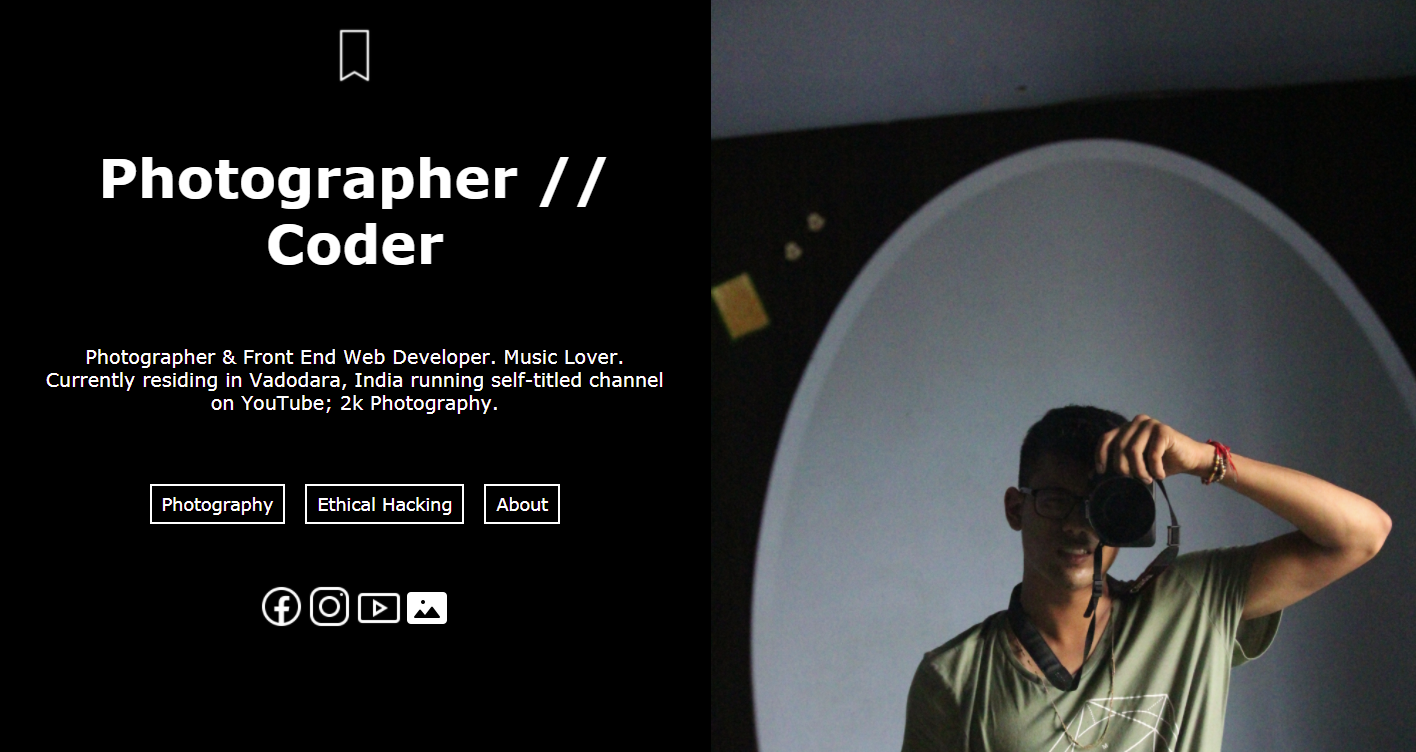 Photographer //
Coder
Photographer & Front End Web Developer. Music Lover.
Currently residing in Vadodara, India running self-titled channel
on YouTube; 2k Photography.
Photography
Ethical Hacking
About